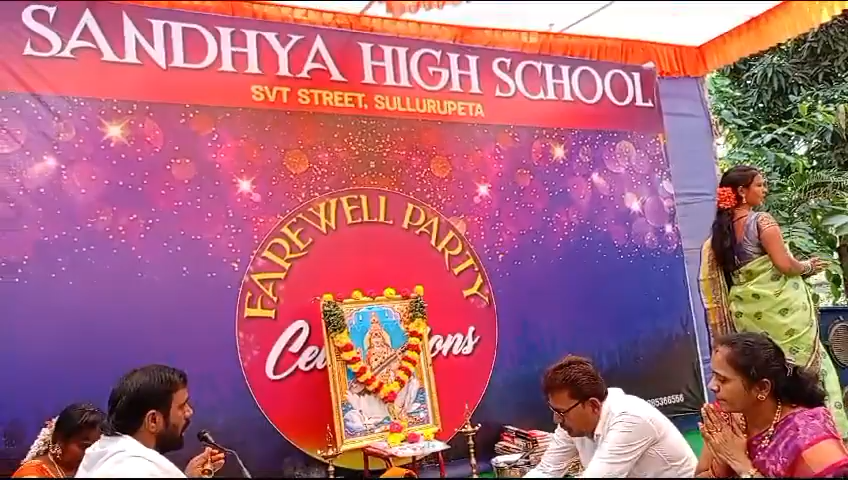 SANDHYA HIGH SCHOOL
SVT STREET, SULLURUPETA
FAREWELL PARTY